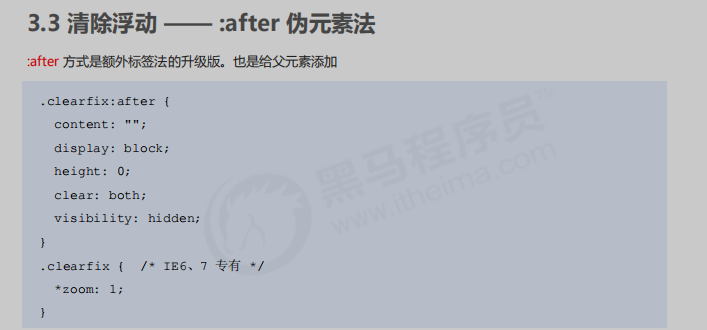 3.3 清除浮动 —— :after 伪元素法
:after 方式是额外标签法的升级版。也是给父元素添加
.clearfix:after {
content: "";
display: block;
height: 0;
clear: both;
visibility: hidden;
}
.clearfix { /* IE6、7 专有 */
*zoom: 1;
}
黑马程序员
www.itheima.com